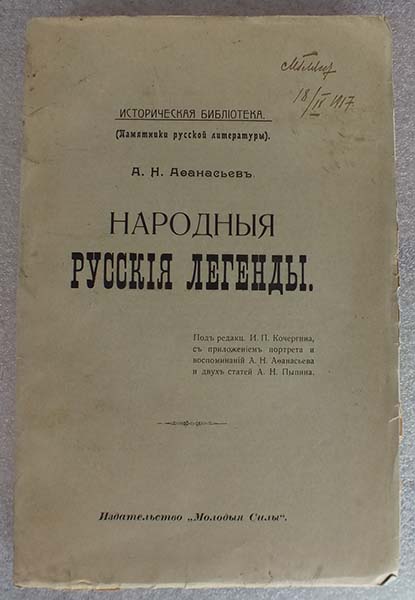 18/IV 1917.
ИСТОРИЧЕСКАЯ БИБЛІОТЕКА.
(Памятники русской литературы).
А. Н. Аѳанасьевъ.
НАРОДНЫЯ
РУССКІЯ ЛЕГЕНДЫ.
Подъ редакц. И. П. Кочергина,
съ приложеніемъ портрета и
воспоминаній А. Н. Аѳанасьева
и двухъ статей А. Н. Пыпина.
Издательство „Молодыя Силы“.